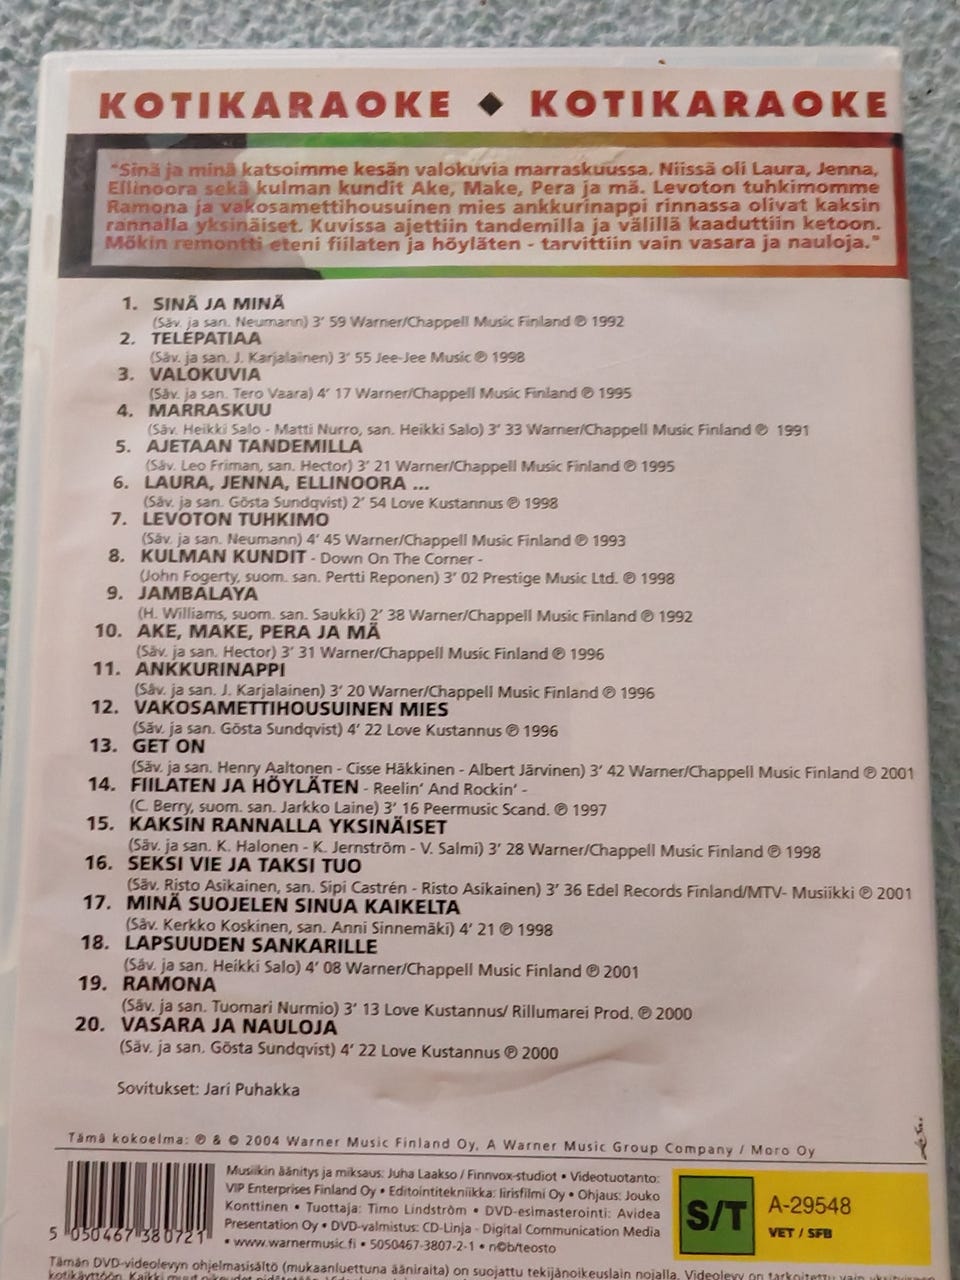 KOTIKARAOKE ◆ KOTIKARAOKE
"Sinä ja minä katsoimme kesän valokuvia marraskuussa. Niissä oli Laura, Jenna,
Ellinoora sekä kulman kundit Ake, Make, Pera ja mä. Levoton tuhkimomme
Ramona ja vakosamettihousuinen mies ankkurinappi rinnassa olivat kaksin
rannalla yksinäiset. Kuvissa ajettiin tandemilla ja välillä kaaduttiin ketoon.
Mökin remontti eteni fiilaten ja höyläten - tarvittiin vain vasara ja nauloja."
1. SINÄ JA MINÄ
(Säv. ja san. Neumann) 3' 59 Warner/Chappell Music Finland ℗ 1992
2. TELEPATIAA
(Säv. ja san. J. Karjalainen) 3' 55 Jee-Jee Music ℗ 1998
3. VALOKUVIA
(Säv. ja san. Tero Vaara) 4' 17 Warner/Chappell Music Finland ℗ 1995
4. MARRASKUU
(Säv. Heikki Salo - Matti Nurro, san. Heikki Salo) 3' 33 Warner/Chappell Music Finland ℗ 1991
5. AJETAAN TANDEMILLA
(Säv. Leo Friman, san. Hector) 3' 21 Warner/Chappell Music Finland ℗ 1995
6. LAURA, JENNA, ELLINOORA ...
(Säv. ja san. Gösta Sundqvist) 2' 54 Love Kustannus ℗ 1998
7. LEVOTON TUHKIMO
(Säv. ja san. Neumann) 4' 45 Warner/Chappell Music Finland ℗ 1993
8. KULMAN KUNDIT - Down On The Corner -
(John Fogerty, suom. san. Pertti Reponen) 3' 02 Prestige Music Ltd. ℗ 1998
9. JAMBALAYA
(H. Williams, suom. san. Saukki) 2' 38 Warner/Chappell Music Finland ℗ 1992
10. AKE, MAKE, PERA JA MÄ
(Säv. ja san. Hector) 3' 31 Warner/Chappell Music Finland ℗ 1996
11. ANKKURINAPPI
(Säv. ja san. J. Karjalainen) 3' 20 Warner/Chappell Music Finland ℗ 1996
12. VAKOSAMETTIHOUSUINEN MIES
(Säv. ja san. Gösta Sundqvist) 4' 22 Love Kustannus ℗ 1996
13. GET ON
(Säv. ja san. Henry Aaltonen - Cisse Häkkinen - Albert Järvinen) 3' 42 Warner/Chappell Music Finland ℗ 2001
14. FIILATEN JA HÖYLÄTEN - Reelin' And Rockin' -
(C. Berry, suom. san. Jarkko Laine) 3' 16 Peermusic Scand. ℗ 1997
15. KAKSIN RANNALLA YKSINÄISET
(Säv. ja san. K. Halonen - K. Jernström - V. Salmi) 3' 28 Warner/Chappell Music Finland ℗ 1998
16. SEKSI VIE JA TAKSI TUO
(Säv. Risto Asikainen, san. Sipi Castrén - Risto Asikainen) 3' 36 Edel Records Finland/MTV- Musiikki ℗ 2001
17. MINÄ SUOJELEN SINUA KAIKELTA
(Säv. Kerkko Koskinen, san. Anni Sinnemäki) 4' 21 ℗ 1998
18. LAPSUUDEN SANKARILLE
(Säv. ja san. Heikki Salo) 4' 08 Warner/Chappell Music Finland ℗ 2001
19. RAMONA
(Säv. ja san. Tuomari Nurmio) 3' 13 Love Kustannus/ Rillumarei Prod. ℗ 2000
20. VASARA JA NAULOJA
(Säv. ja san. Gösta Sundqvist) 4' 22 Love Kustannus ℗ 2000
Sovitukset: Jari Puhakka
Tämä kokoelma: ℗ & © 2004 Warner Music Finland Oy, A Warner Music Group Company / Moro Oy
Musiikin äänitys ja miksaus: Juha Laakso / Finnvox-studiot • Videotuotanto:
VIP Enterprises Finland Oy • Editointitekniikka: Iirisfilmi Oy • Ohjaus: Jouko
Konttinen • Tuottaja: Timo Lindström • DVD-esimasterointi: Avidea
Presentation Oy • DVD-valmistus: CD-Linja - Digital Communication Media
• www.warnermusic.fi • 5050467-3807-2-1 • n©b/teosto
5 050467 380721
S/T
A-29548
VET / SFB
Tämän DVD-videolevyn ohjelmasisältö (mukaanluettuna ääniraita) on suojattu tekijänoikeuslain nojalla. Videolevy on tarkoitettu vain yksityiseen
kotikäyttöön. Kaikki muut oikeudet pidätetään.